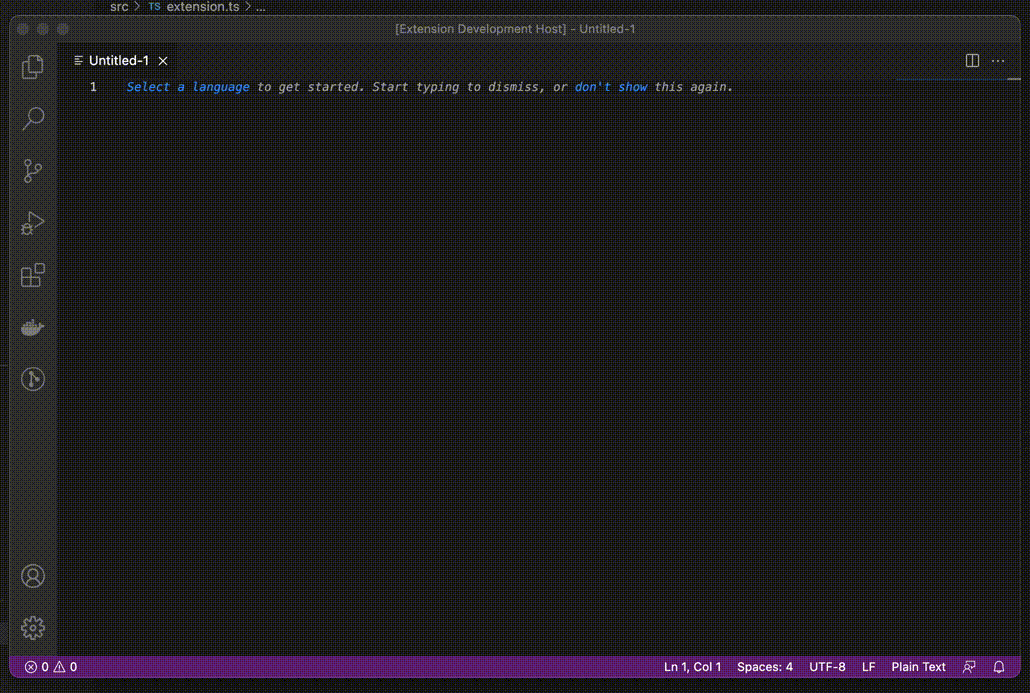 src > TS extension.ts > ...
[Extension Development Host] - Untitled-1
Untitled-1
1 Select a language to get started. Start typing to dismiss, or don't show this again.
0 0 Ln 1, Col 1 Spaces: 4 UTF-8 LF Plain Text